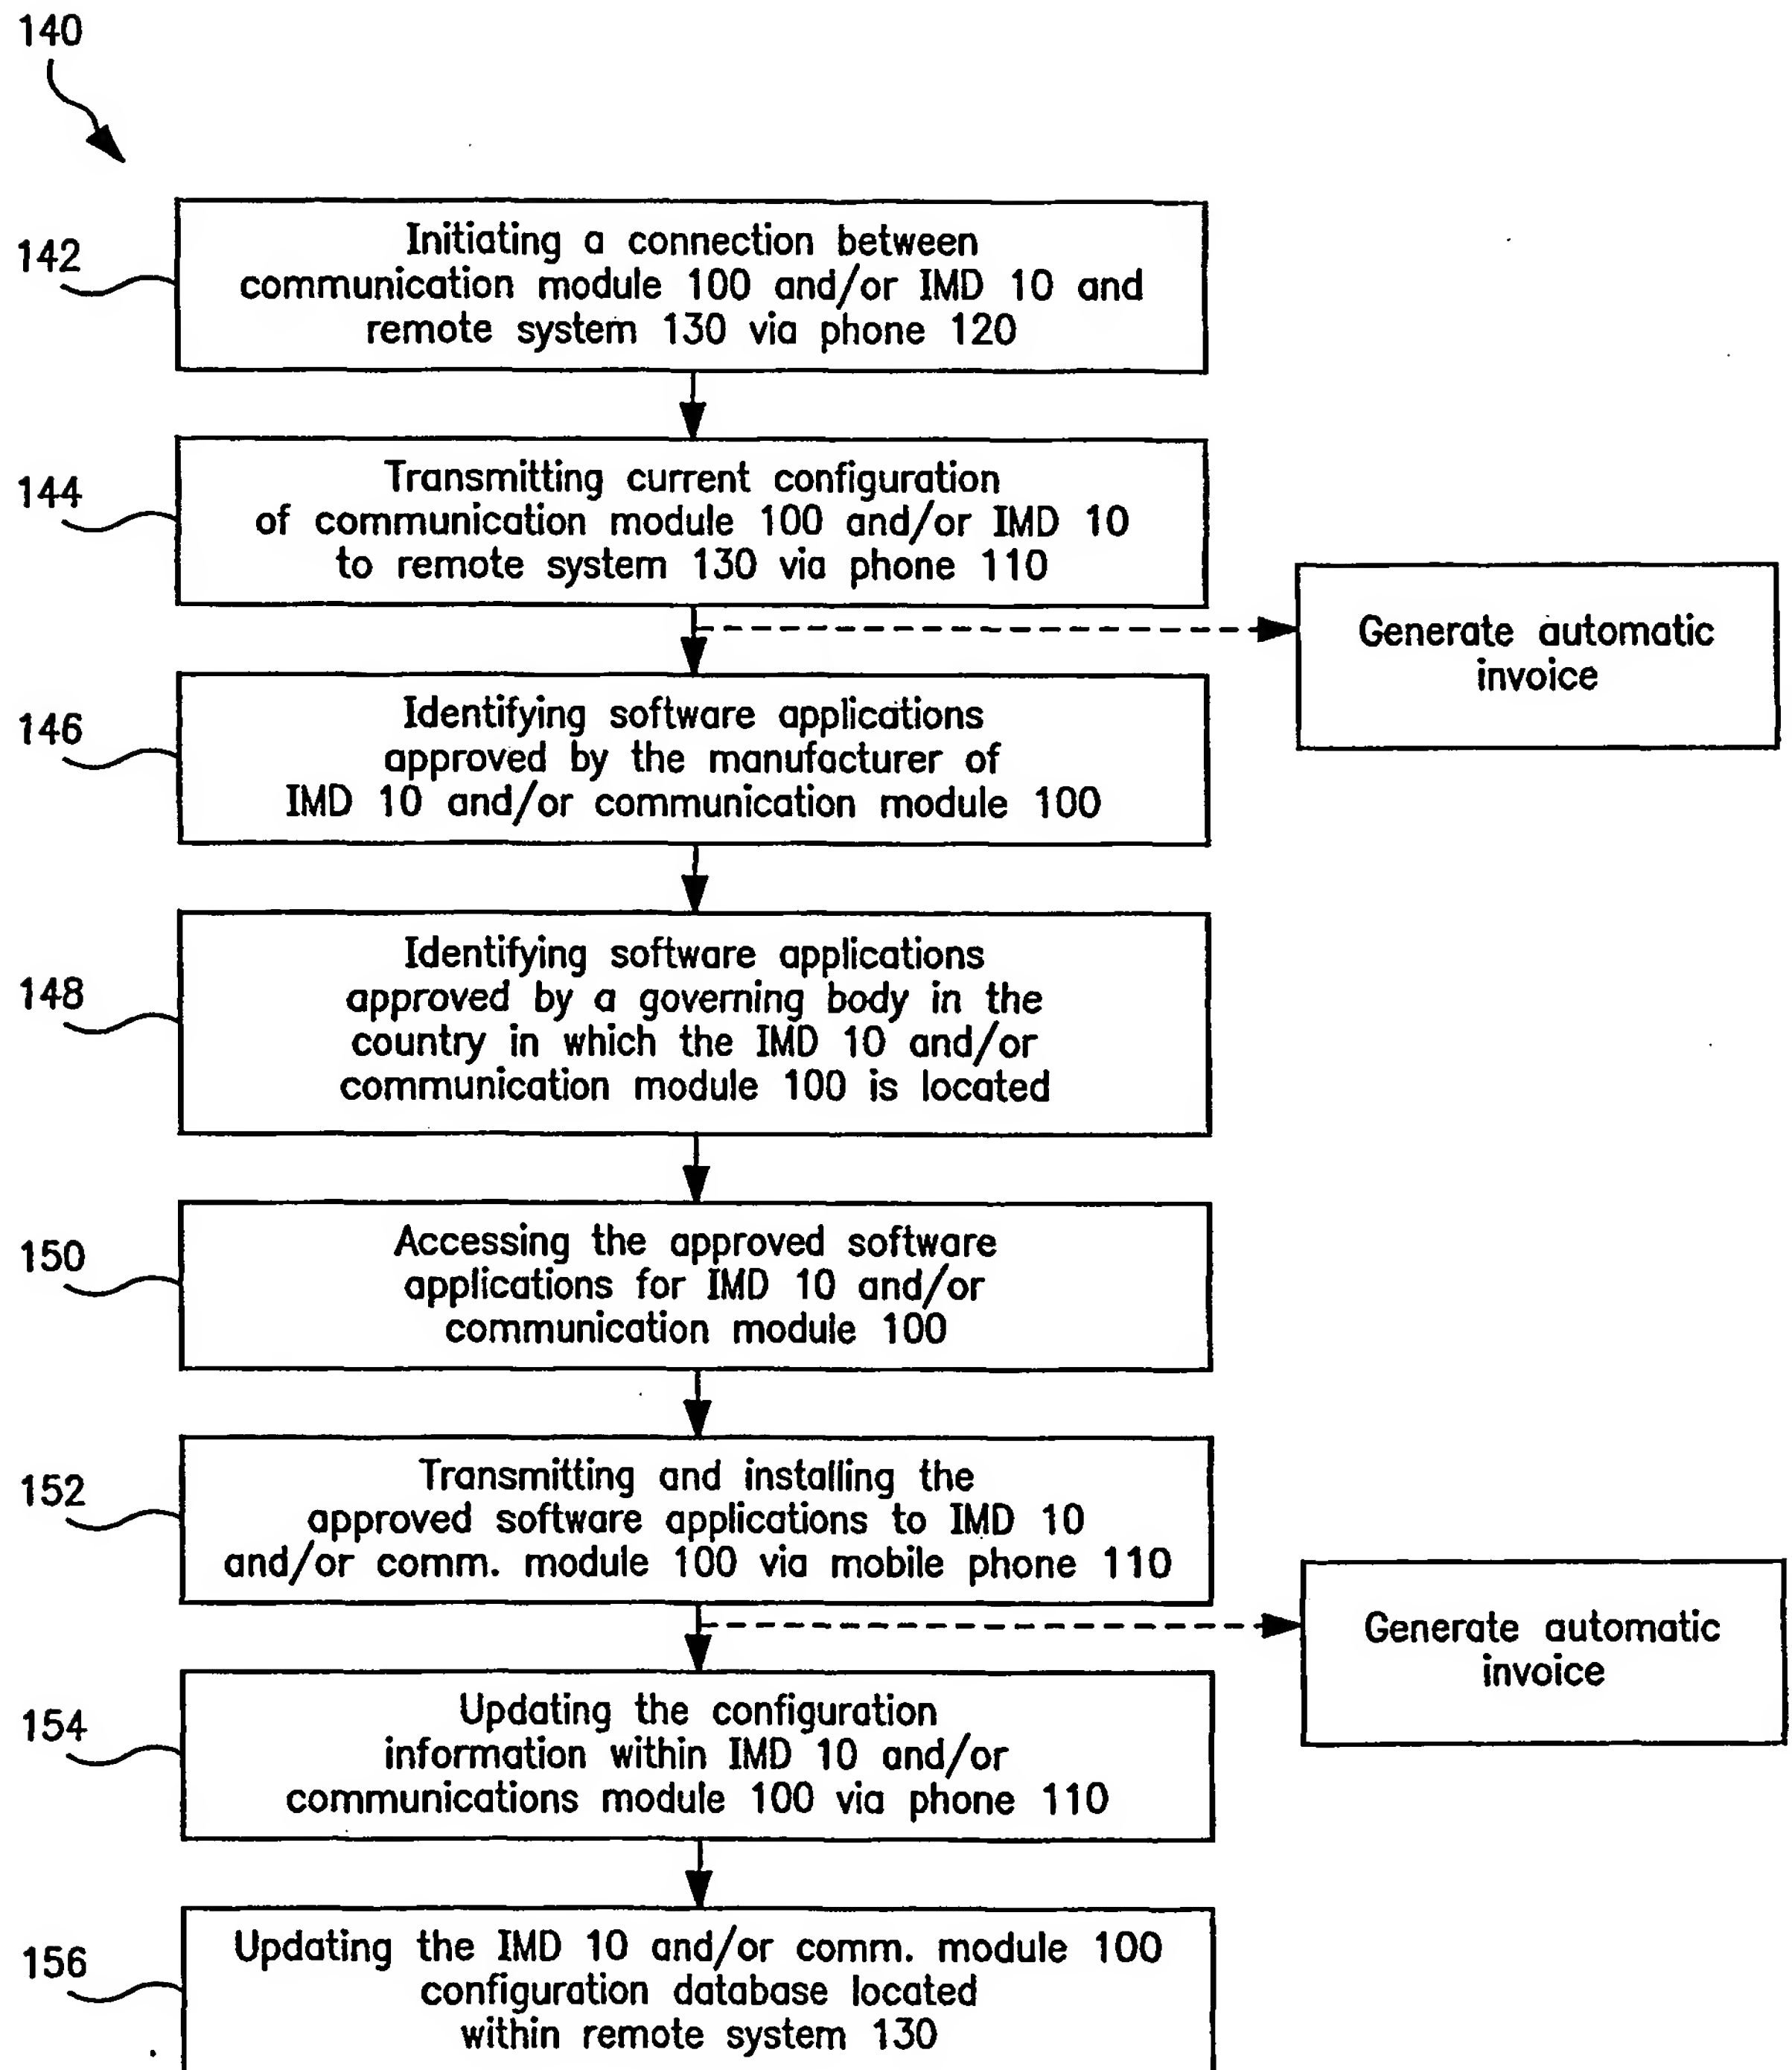 140
142
Initiating a connection between
communication module 100 and/or IMD 10 and
remote system 130 via phone 120
144
Transmitting current configuration
of communication module 100 and/or IMD 10
to remote system 130 via phone 110
Generate automatic
invoice
146
Identifying software applications
approved by the manufacturer of
IMD 10 and/or communication module 100
148
Identifying software applications
approved by a governing body in the
country in which the IMD 10 and/or
communication module 100 is located
150
Accessing the approved software
applications for IMD 10 and/or
communication module 100
152
Transmitting and installing the
approved software applications to IMD 10
and/or comm. module 100 via mobile phone 110
Generate automatic
invoice
154
Updating the configuration
information within IMD 10 and/or
communications module 100 via phone 110
156
Updating the IMD 10 and/or comm. module 100
configuration database located
within remote system 130